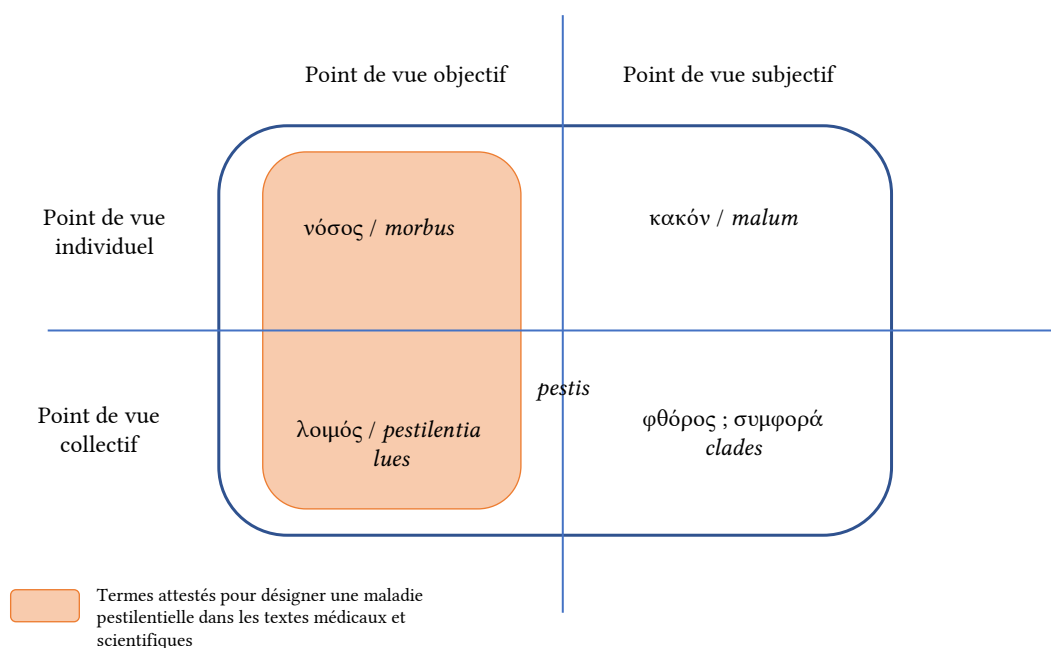 Point de vue objectif
Point de vue subjectif
Point de vue
individuel
νόσος / morbus
κακόν / malum
pestis
Point de vue
collectif
λοιμός / pestilentia
lues
φθόρος ; συμφορά
clades
Termes attestés pour désigner une maladie
pestilentielle dans les textes médicaux et
scientifiques